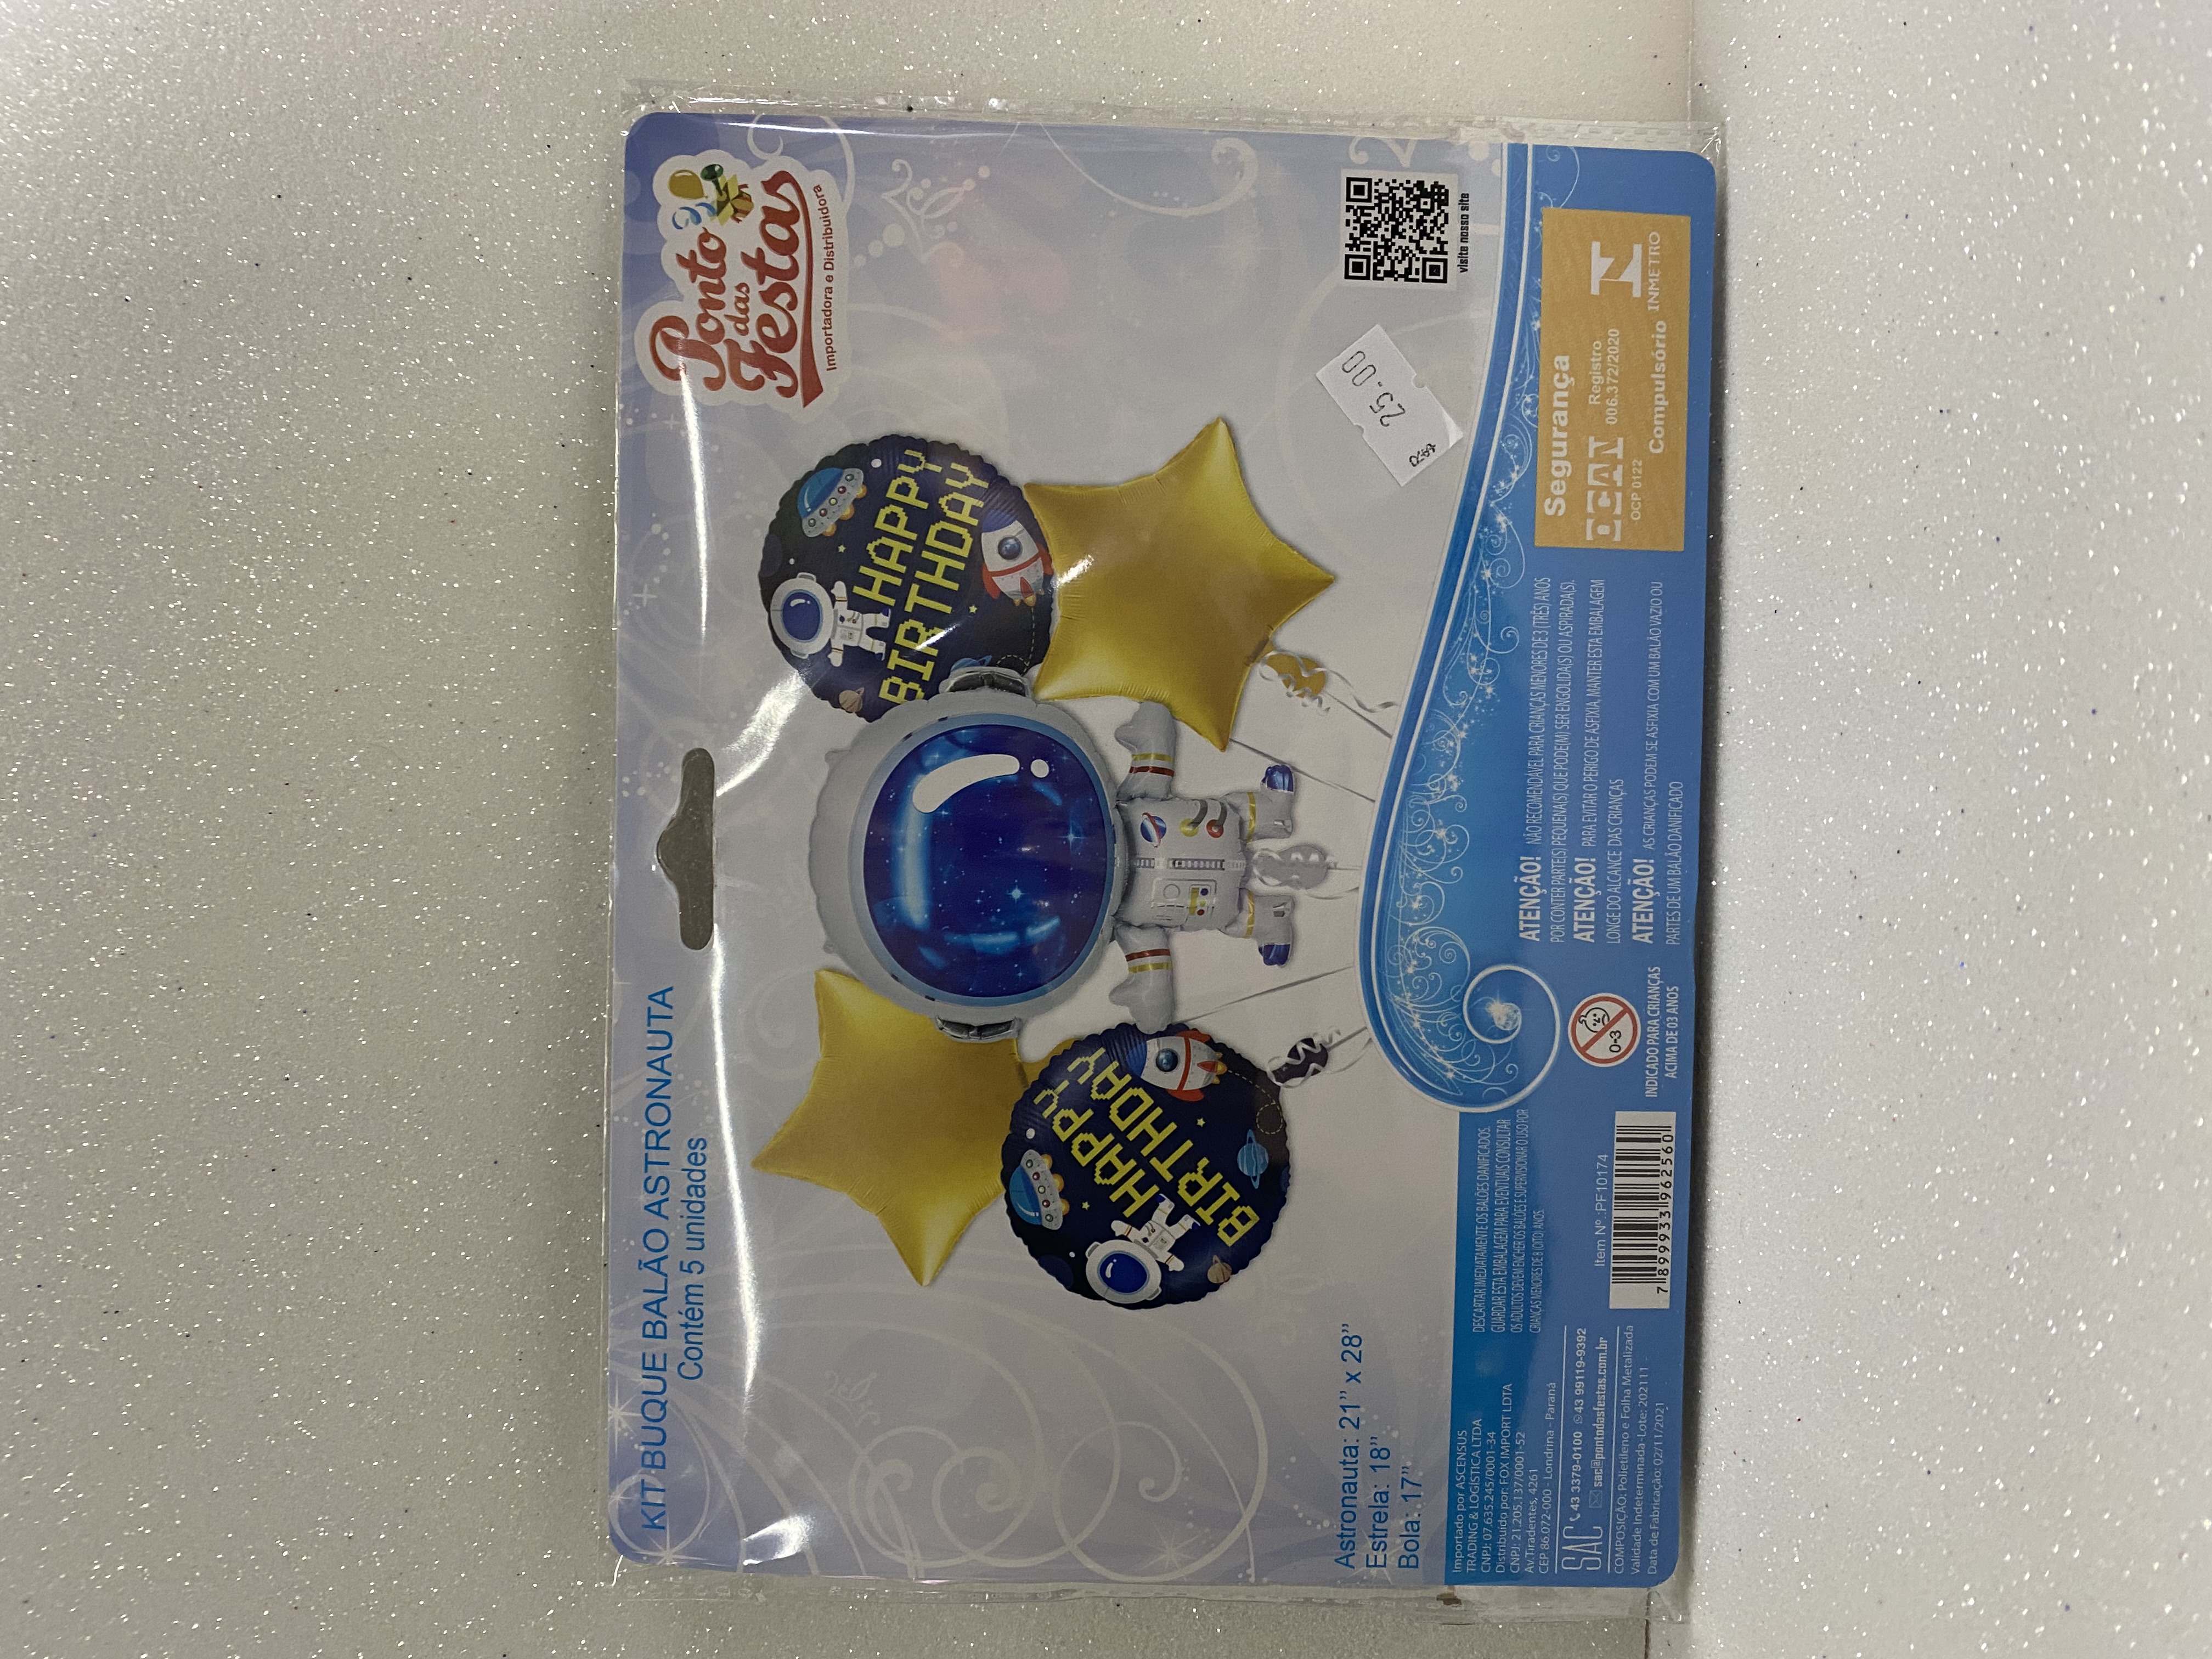 KIT BUQUE BALÃO ASTRONAUTA
Contém 5 unidades
Ponto
das
Festas
Importadora e Distribuidora
HAPPY
BIRTHDAY
HAPPY
BIRTHDAY
Astronauta: 21” x 28”
Estrela: 18”
Bola: 17”
25.00
visite nosso site
Importado por ASCENSUS
TRADING & LOGÍSTICA LTDA
CNPJ: 07.635.245/0001-34
Distribuído por: FOX IMPORT LDTA
CNPJ: 21.205.137/0001-52
Av.Tiradentes, 4261
CEP 86.072-000 - Londrina - Paraná
SAC 43 3379-0100 43 99119-9392
sac@pontodasfestas.com.br
COMPOSIÇÃO: Polietileno e Folha Metalizada
Validade Indeterminada -Lote: 202111
Data de Fabricação: 02/11/2021
DESCARTAR IMEDIATAMENTE OS BALÕES DANIFICADOS.
GUARDAR ESTA EMBALAGEM PARA EVENTUAIS CONSULTAR
OS ADULTOS DEVEM ENCHER OS BALÕES E SUPERVISIONAR O USO POR
CRIANÇAS MENORES DE 8 (OITO) ANOS.
Item Nº.:PF10174
7 899933 962560
0-3
INDICADO PARA CRIANÇAS
ACIMA DE 03 ANOS
ATENÇÃO! NÃO RECOMENDÁVEL PARA CRIANÇAS MENORES DE 3 (TRÊS) ANOS
POR CONTER PARTE(S) PEQUENA(S) QUE PODE(M) SER ENGOLIDA(S) OU ASPIRADA(S).
ATENÇÃO! PARA EVITAR O PERIGO DE ASFIXIA, MANTER ESTA EMBALAGEM
LONGE DO ALCANCE DAS CRIANÇAS
ATENÇÃO! AS CRIANÇAS PODEM SE ASFIXIA COM UM BALÃO VAZIO OU
PARTES DE UM BALÃO DANIFICADO
Segurança
OCAN
OCP 0122
Registro
006.372/2020
Compulsório
INMETRO